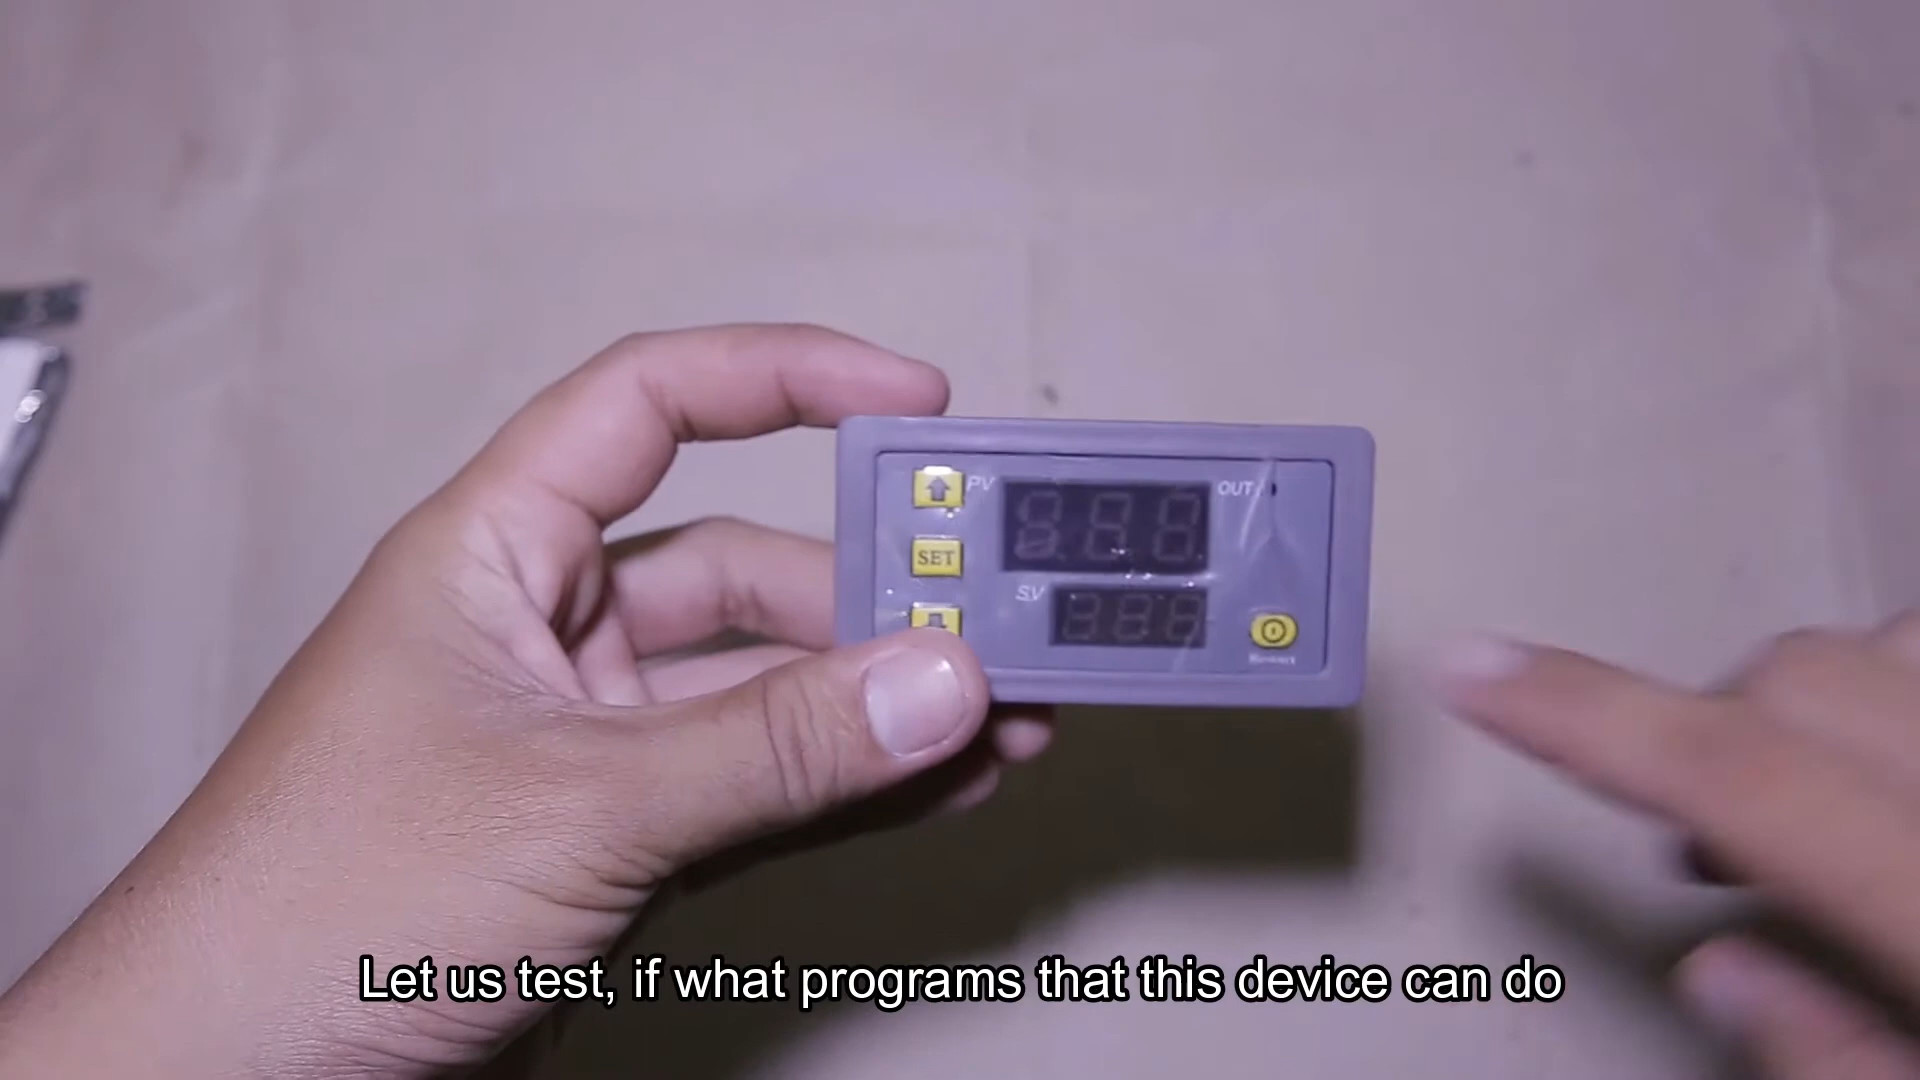 PV
OUT
SET
SV
Let us test, if what programs that this device can do